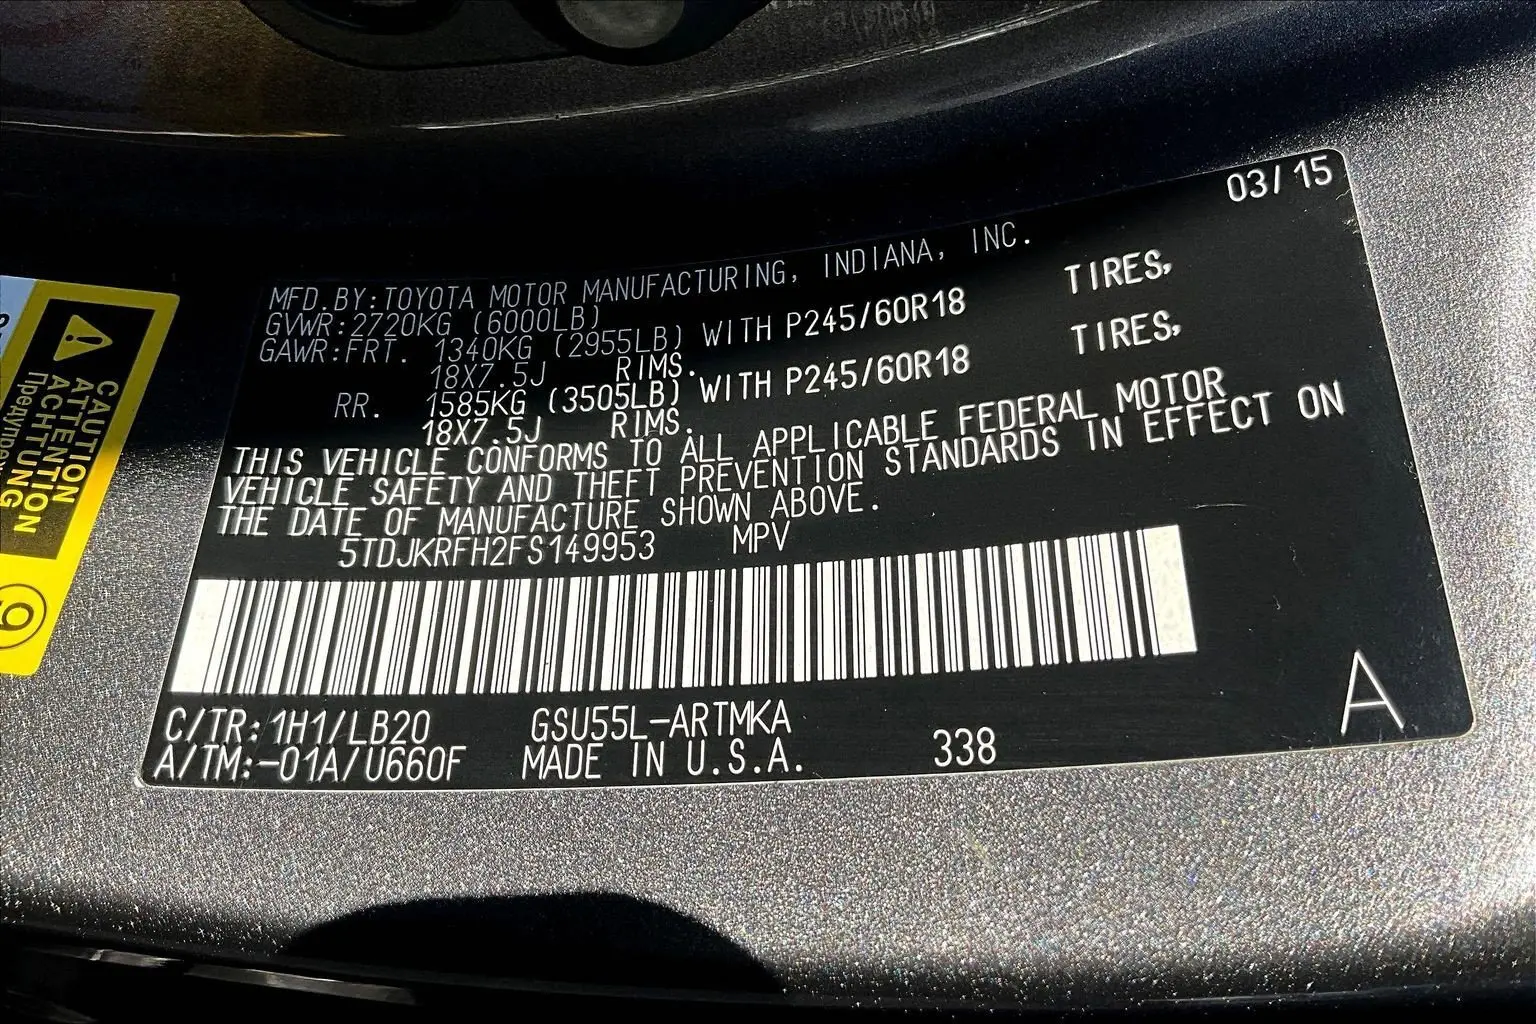 03/15
MFD.BY:TOYOTA MOTOR MANUFACTURING, INDIANA, INC.
GVWR:2720KG (6000LB)
GAWR:FRT. 1340KG (2955LB) WITH P245/60R18 TIRES,
18X7.5J RIMS.
RR. 1585KG (3505LB) WITH P245/60R18 TIRES,
18X7.5J RIMS.
THIS VEHICLE CONFORMS TO ALL APPLICABLE FEDERAL MOTOR
VEHICLE SAFETY AND THEFT PREVENTION STANDARDS IN EFFECT ON
THE DATE OF MANUFACTURE SHOWN ABOVE.
5TDJKRFH2FS149953 MPV
C/TR:1H1/LB20 GSU55L-ARTMKA
A/TM:-01A/U660F MADE IN U.S.A. 338
A
CAUTION
ATTENTION
ACHTUNG
9